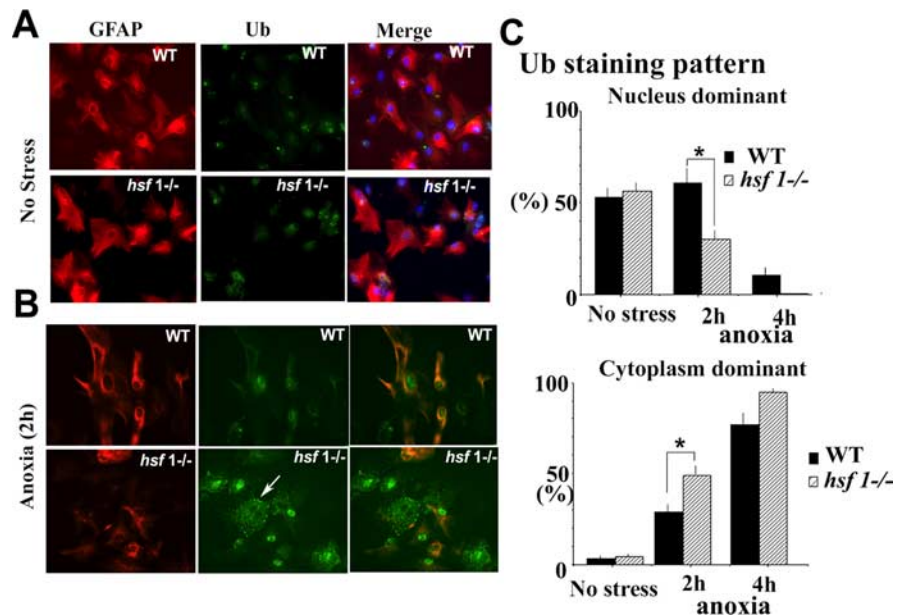 A
GFAP Ub Merge
No Stress
WT WT WT
hsf 1-/- hsf 1-/- hsf 1-/-
B
Anoxia (2h)
WT WT WT
hsf 1-/- hsf 1-/- hsf 1-/-
C
Ub staining pattern
Nucleus dominant
100
50
0
(%)
*
WT
hsf 1-/-
No stress 2h 4h
anoxia
Cytoplasm dominant
100
50
0
(%)
*
WT
hsf 1-/-
No stress 2h 4h
anoxia